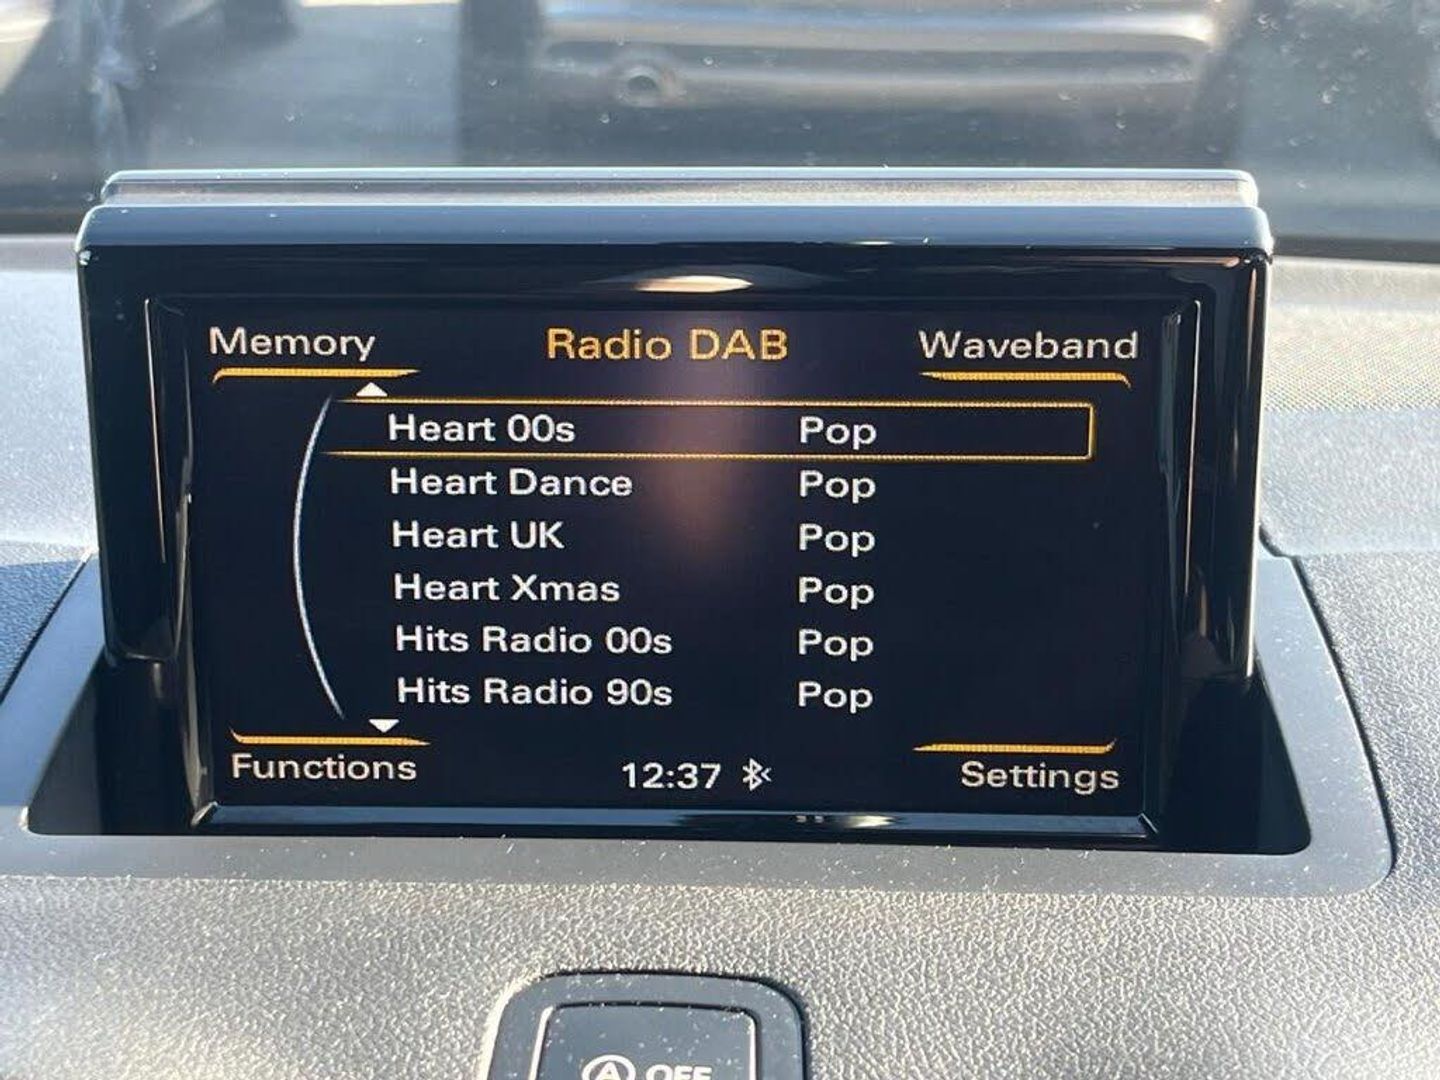 Memory Radio DAB Waveband
Heart 00s Pop
Heart Dance Pop
Heart UK Pop
Heart Xmas Pop
Hits Radio 00s Pop
Hits Radio 90s Pop
Functions 12:37 Settings
A OFF